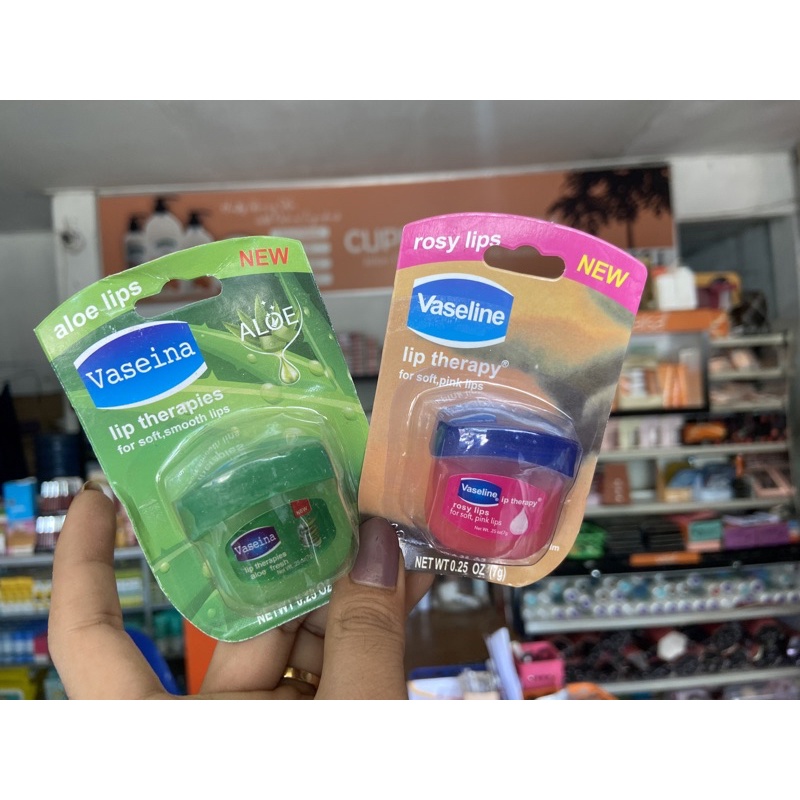 aloe lips
NEW
ALOE
Vaseina
lip therapies
for soft,smooth lips
Vaseina
lip therapies
aloe fresh
NEW
NET WT 0.25 OZ
rosy lips
NEW
Vaseline
lip therapy®
for soft,pink lips
Vaseline
lip therapy®
rosy lips
for soft, pink lips
NET WT 0.25 OZ (7g)
CUP